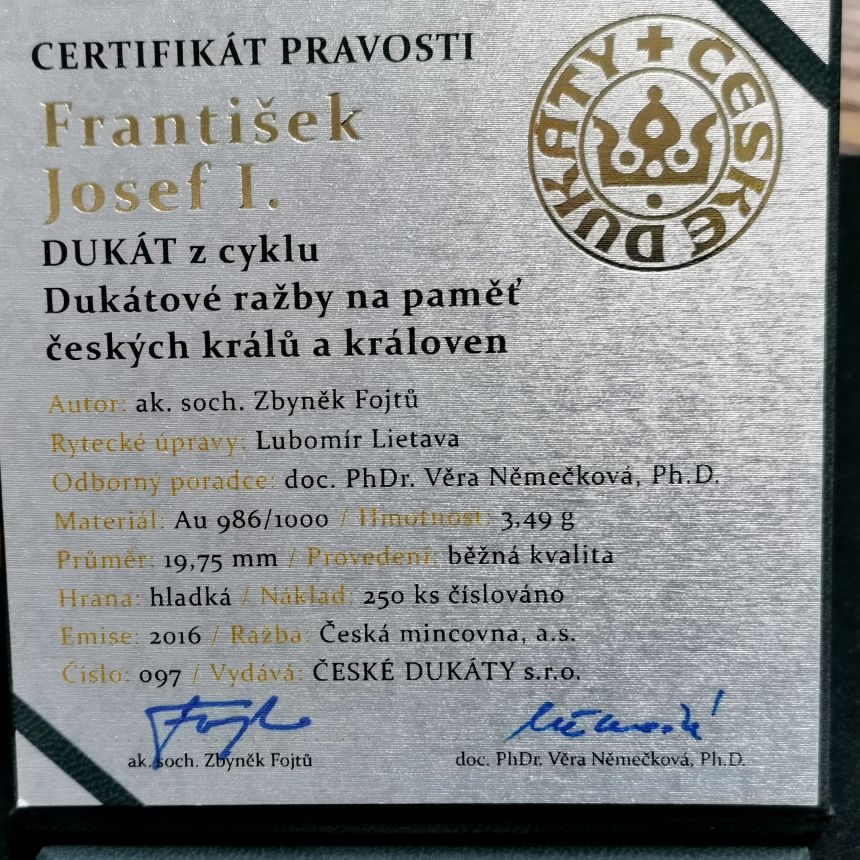 CERTIFIKÁT PRAVOSTI
František
Josef I.
DUKÁT z cyklu
Dukátové ražby na paměť
českých králů a královen
Autor: ak. soch. Zbyněk Fojtů
Rytecké úpravy: Lubomír Lietava
Odborný poradce: doc. PhDr. Věra Němečková, Ph.D.
Materiál: Au 986/1000 / Hmotnost: 3,49 g
Průměr: 19,75 mm / Provedení: běžná kvalita
Hrana: hladká / Náklad: 250 ks číslováno
Emise: 2016 / Ražba: Česká mincovna, a.s.
Číslo: 097 / Vydává: ČESKÉ DUKÁTY s.r.o.
ak. soch. Zbyněk Fojtů
doc. PhDr. Věra Němečková, Ph.D.
ČESKÉ DUKÁTY